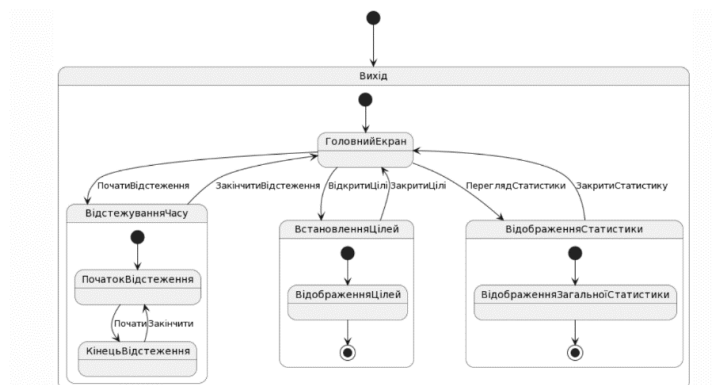 Вихід
ГоловнийЕкран
ПочатиВідстеження
ЗакінчитиВідстеження
ВідкритиЦілі
ЗакритиЦілі
ПереглядСтатистики
ЗакритиСтатистику
ВідстежуванняЧасу
ВстановленняЦілей
ВідображенняСтатистики
ПочатокВідстеження
ВідображенняЦілей
ВідображенняЗагальноїСтатистики
Почати
Закінчити
КінецьВідстеження